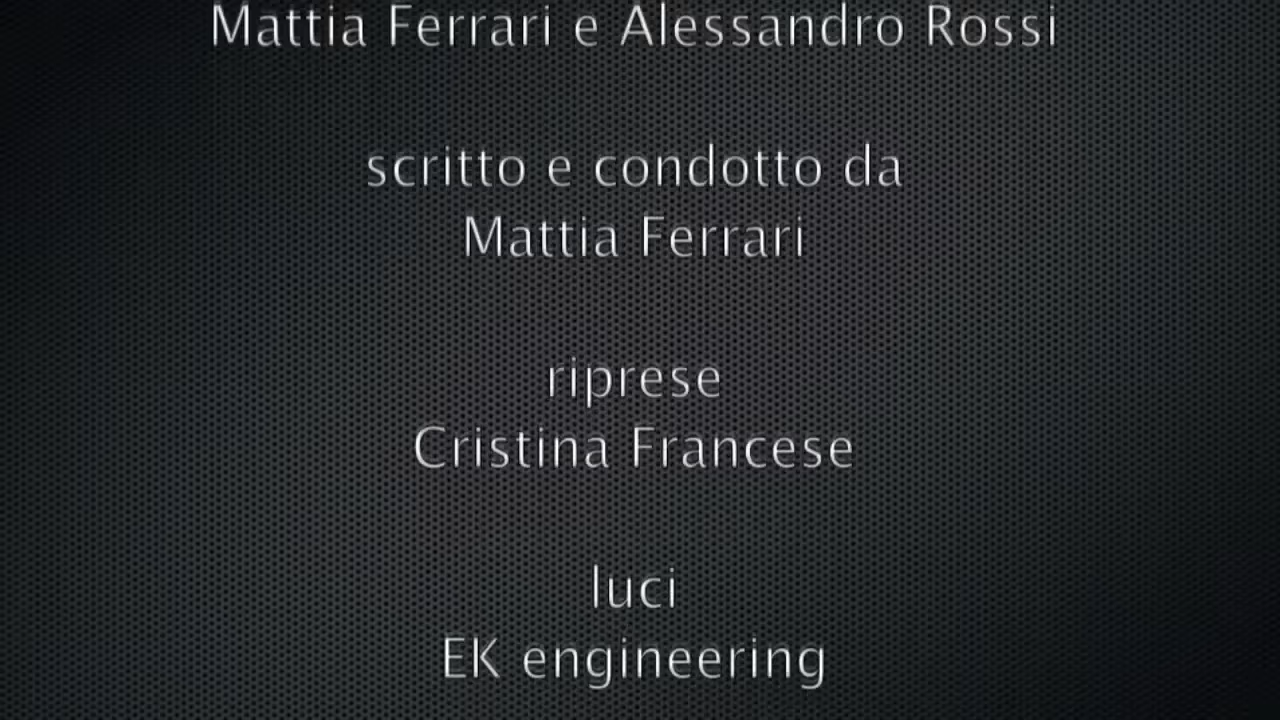 Mattia Ferrari e Alessandro Rossi
scritto e condotto da
Mattia Ferrari
riprese
Cristina Francese
luci
EK engineering